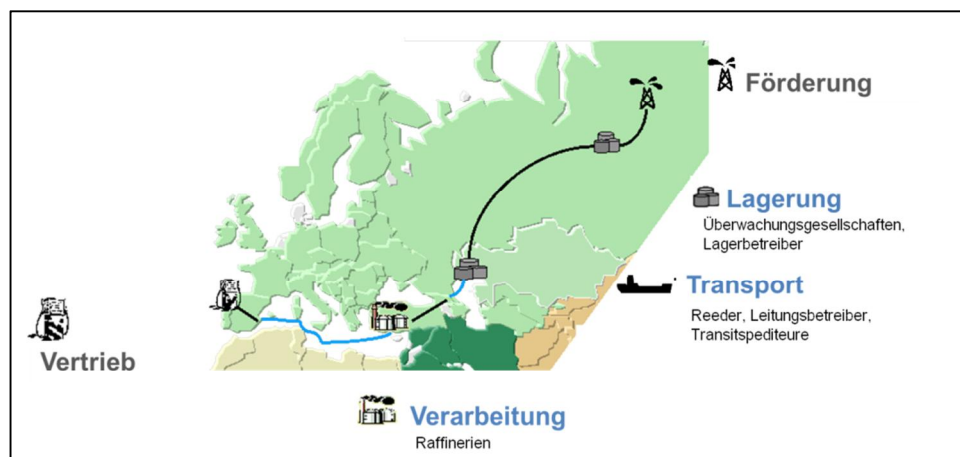 Förderung
Lagerung
Überwachungsgesellschaften,
Lagerbetreiber
Transport
Reeder, Leitungsbetreiber,
Transitspediteure
Vertrieb
Verarbeitung
Raffinerien